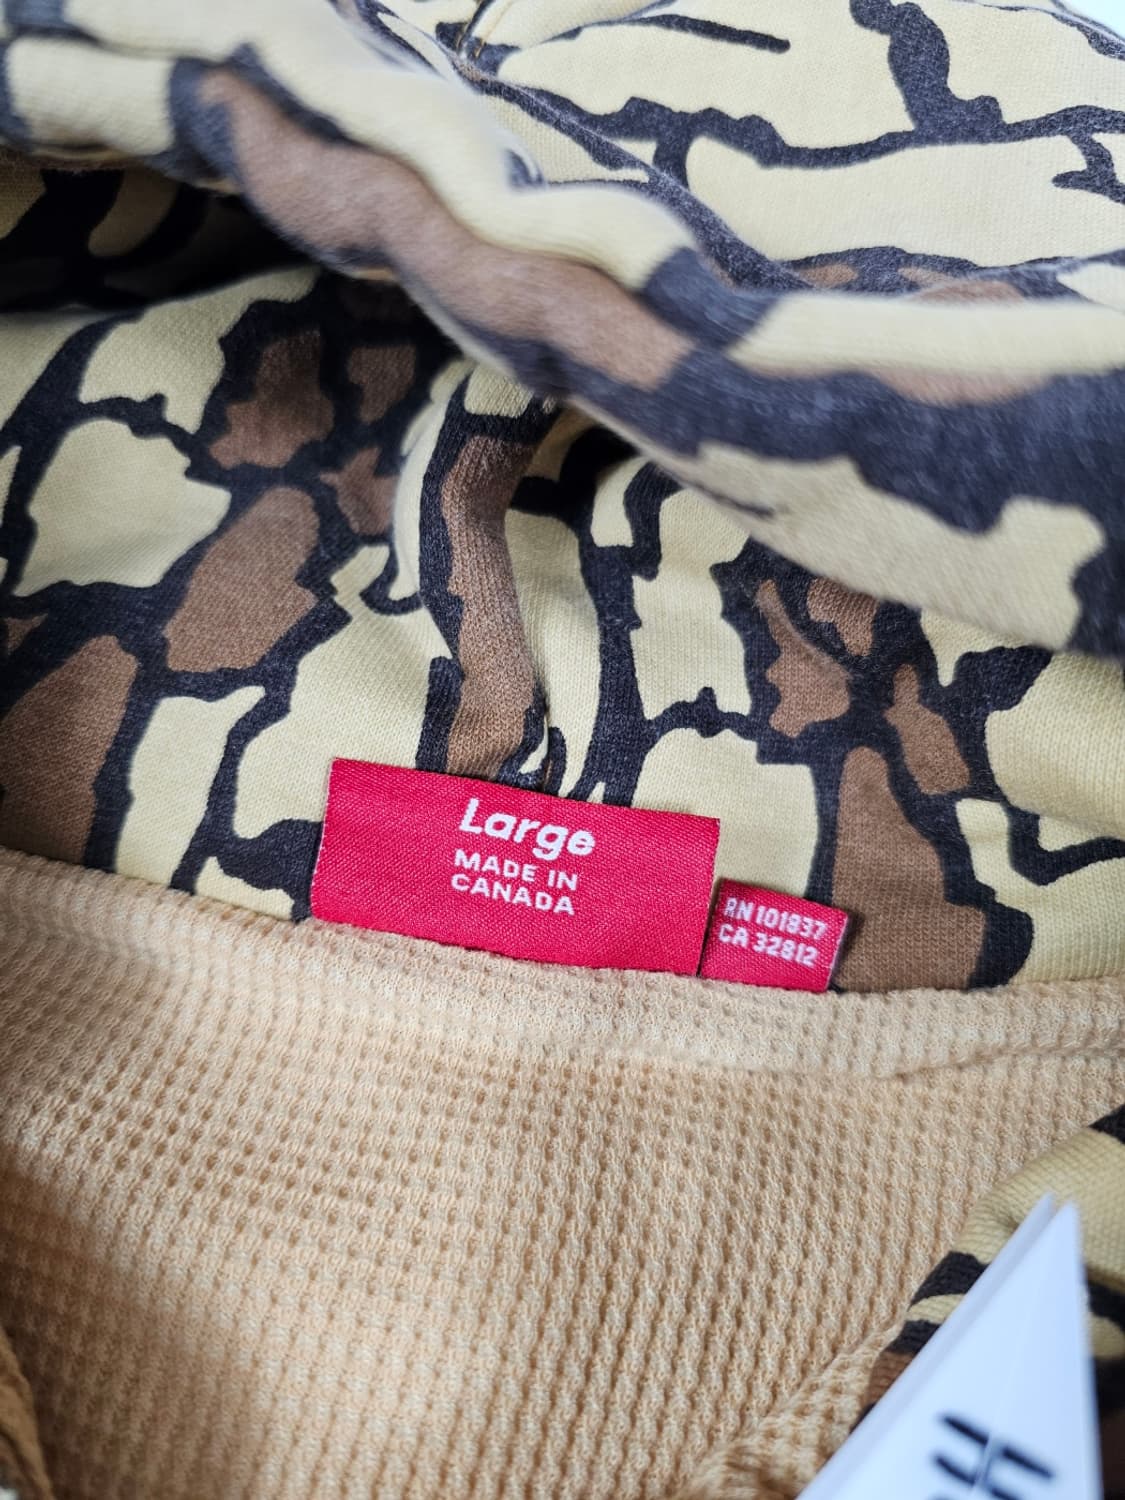 Large
MADE IN
CANADA
RN 101837
CA 32812
H